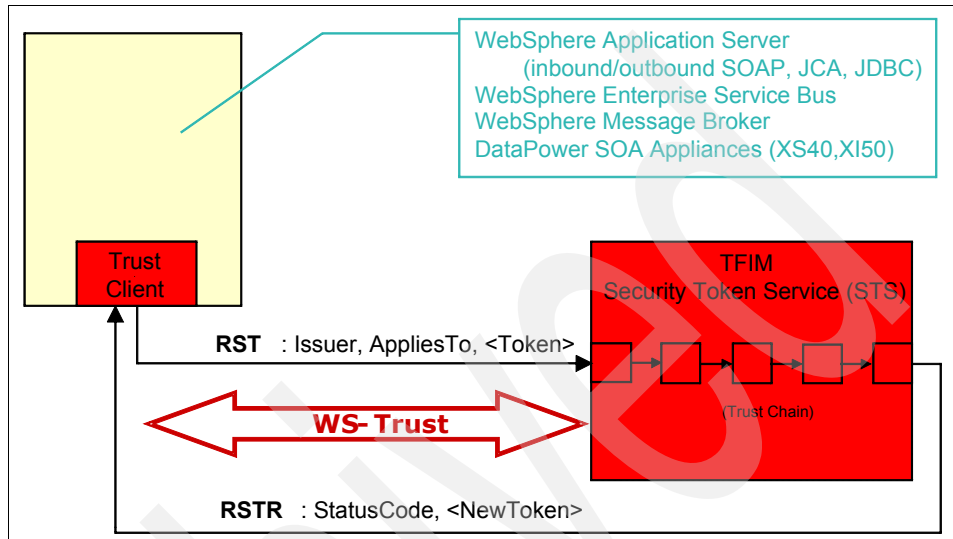 WebSphere Application Server
(inbound/outbound SOAP, JCA, JDBC)
WebSphere Enterprise Service Bus
WebSphere Message Broker
DataPower SOA Appliances (XS40,XI50)
Trust
Client
TFIM
Security Token Service (STS)
RST : Issuer, AppliesTo, <Token>
(Trust Chain)
WS-Trust
RSTR : StatusCode, <NewToken>